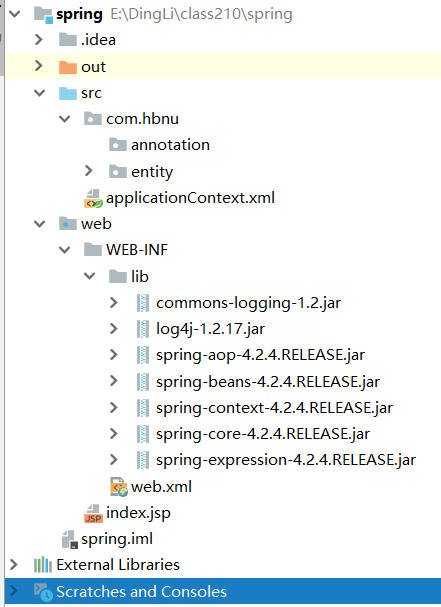 spring E:\DingLi\class210\spring
.idea
out
src
com.hbnu
annotation
entity
applicationContext.xml
web
WEB-INF
lib
commons-logging-1.2.jar
log4j-1.2.17.jar
spring-aop-4.2.4.RELEASE.jar
spring-beans-4.2.4.RELEASE.jar
spring-context-4.2.4.RELEASE.jar
spring-core-4.2.4.RELEASE.jar
spring-expression-4.2.4.RELEASE.jar
web.xml
JSP index.jsp
spring.iml
External Libraries
Scratches and Consoles